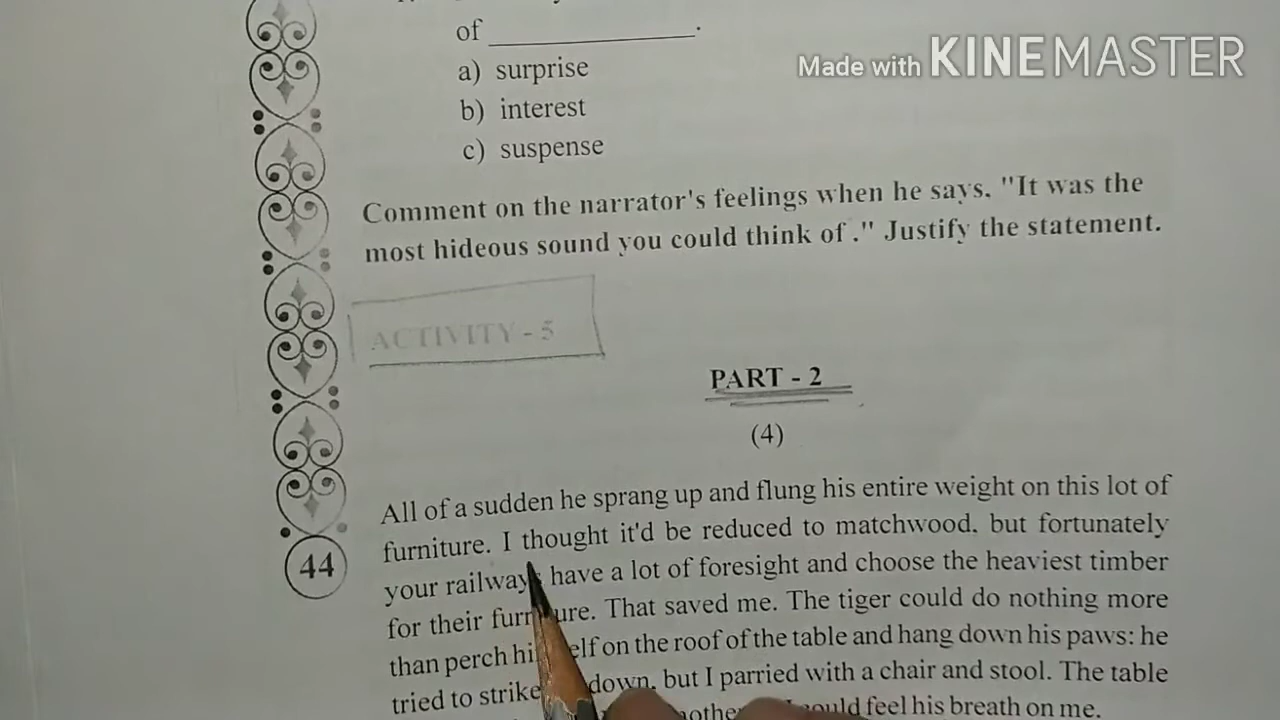 Made with KINEMASTER
of ____________.
a) surprise
b) interest
c) suspense
Comment on the narrator's feelings when he says. "It was the
most hideous sound you could think of ." Justify the statement.
ACTIVITY - 5
PART - 2
(4)
All of a sudden he sprang up and flung his entire weight on this lot of
furniture. I thought it'd be reduced to matchwood, but fortunately
your railways have a lot of foresight and choose the heaviest timber
44
for their furniture. That saved me. The tiger could do nothing more
than perch himself on the roof of the table and hang down his paws: he
tried to strike down, but I parried with a chair and stool. The table
could feel his breath on me.